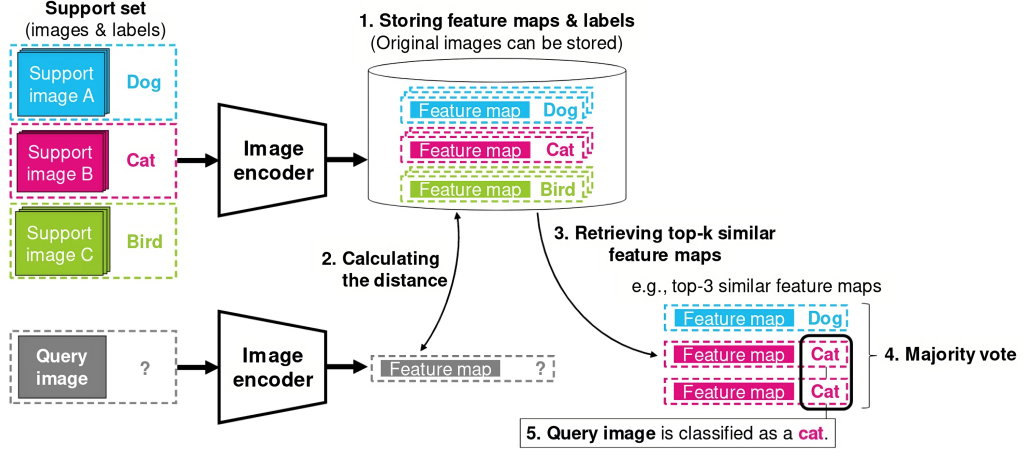 Support set
(images & labels)
Support
image A
Dog
Support
image B
Cat
Support
image C
Bird
Image
encoder
1. Storing feature maps & labels
(Original images can be stored)
Feature map Dog
Feature map Cat
Feature map Bird
2. Calculating
the distance
3. Retrieving top-k similar
feature maps
e.g., top-3 similar feature maps
Feature map Dog
Feature map Cat
Feature map Cat
4. Majority vote
Query
image
?
Image
encoder
Feature map ?
5. Query image is classified as a cat.